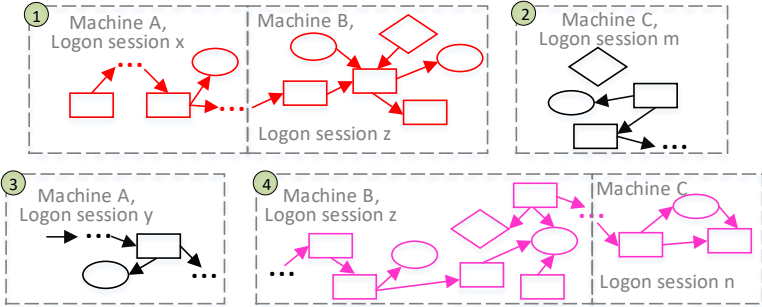 1
Machine A,
Logon session x
...
...
Machine B,
Logon session z
2
Machine C,
Logon session m
...
3
Machine A,
Logon session y
...
...
4
Machine B,
Logon session z
...
...
Machine C
Logon session n